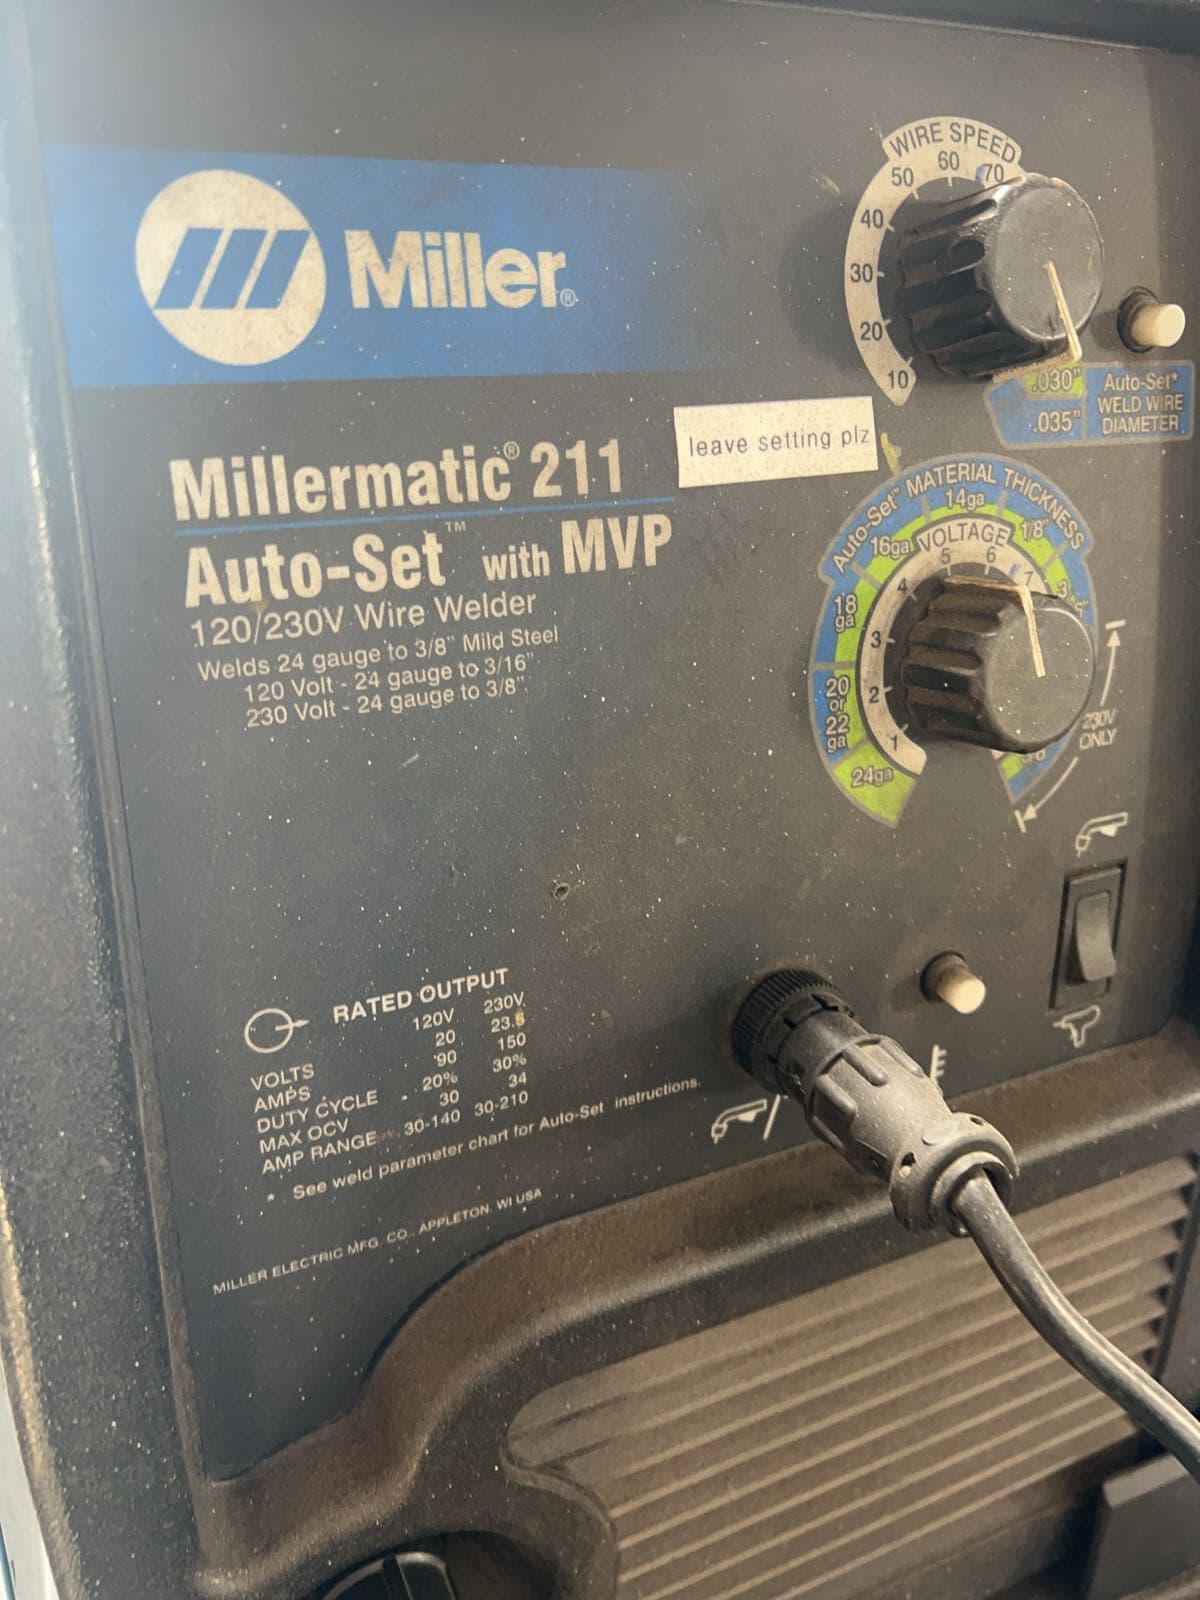 WIRE SPEED
10 20 30 40 50 60 70
Miller®
.030"
.035"
Auto-Set*
WELD WIRE
DIAMETER
leave setting plz
Millermatic® 211
Auto-Set™ with MVP
120/230V Wire Welder
Welds 24 gauge to 3/8" Mild Steel
120 Volt - 24 gauge to 3/16"
230 Volt - 24 gauge to 3/8"
Auto-Set™ MATERIAL THICKNESS
24ga
20 or 22 ga
18 ga
16ga
14ga
1/8"
VOLTAGE
1 2 3 4 5 6 7
230V
ONLY
RATED OUTPUT
120V 230V
VOLTS 20 23.5
AMPS 90 150
DUTY CYCLE 20% 30%
MAX OCV 30 34
AMP RANGE 30-140 30-210
* See weld parameter chart for Auto-Set instructions.
MILLER ELECTRIC MFG. CO., APPLETON, WI USA